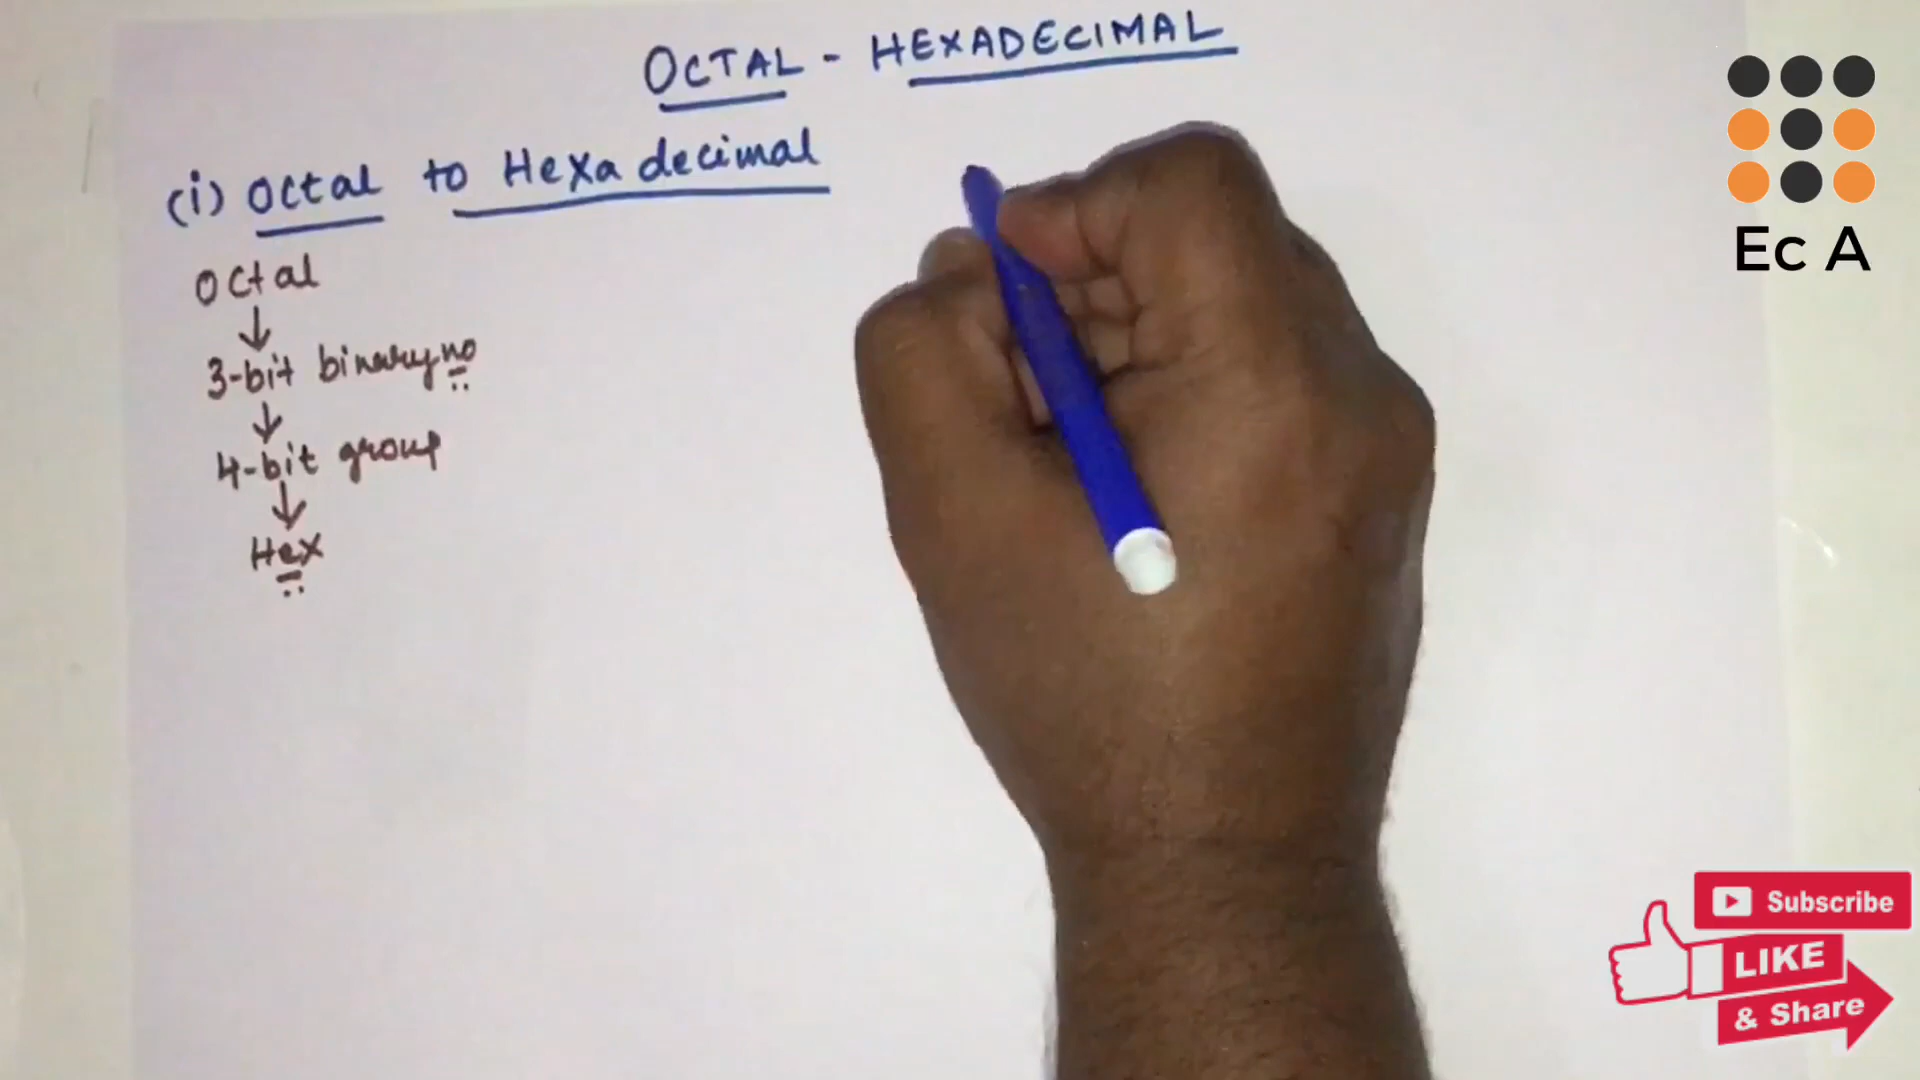 OCTAL - HEXADECIMAL
(i) Octal to Hexa decimal
Octal
3-bit binary no
4-bit group
Hex
Ec A
Subscribe
LIKE
& Share